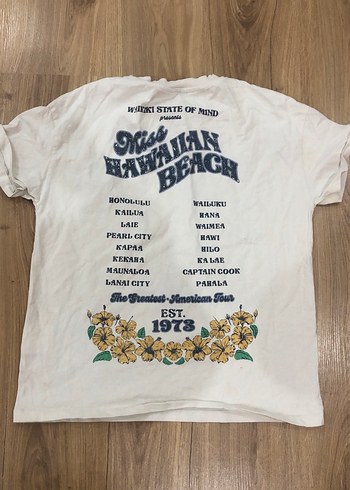 WAIKIKI STATE OF MIND
presents
Miss
HAWAIIAN
BEACH
HONOLULU WAILUKU
KAILUA HANA
LAIE WAIMEA
PEARL CITY HAWI
KAPAA HILO
KEKAHA KA LAE
MAUNALOA CAPTAIN COOK
LANAI CITY PAHALA
The Greatest-American Tour
EST.
1973